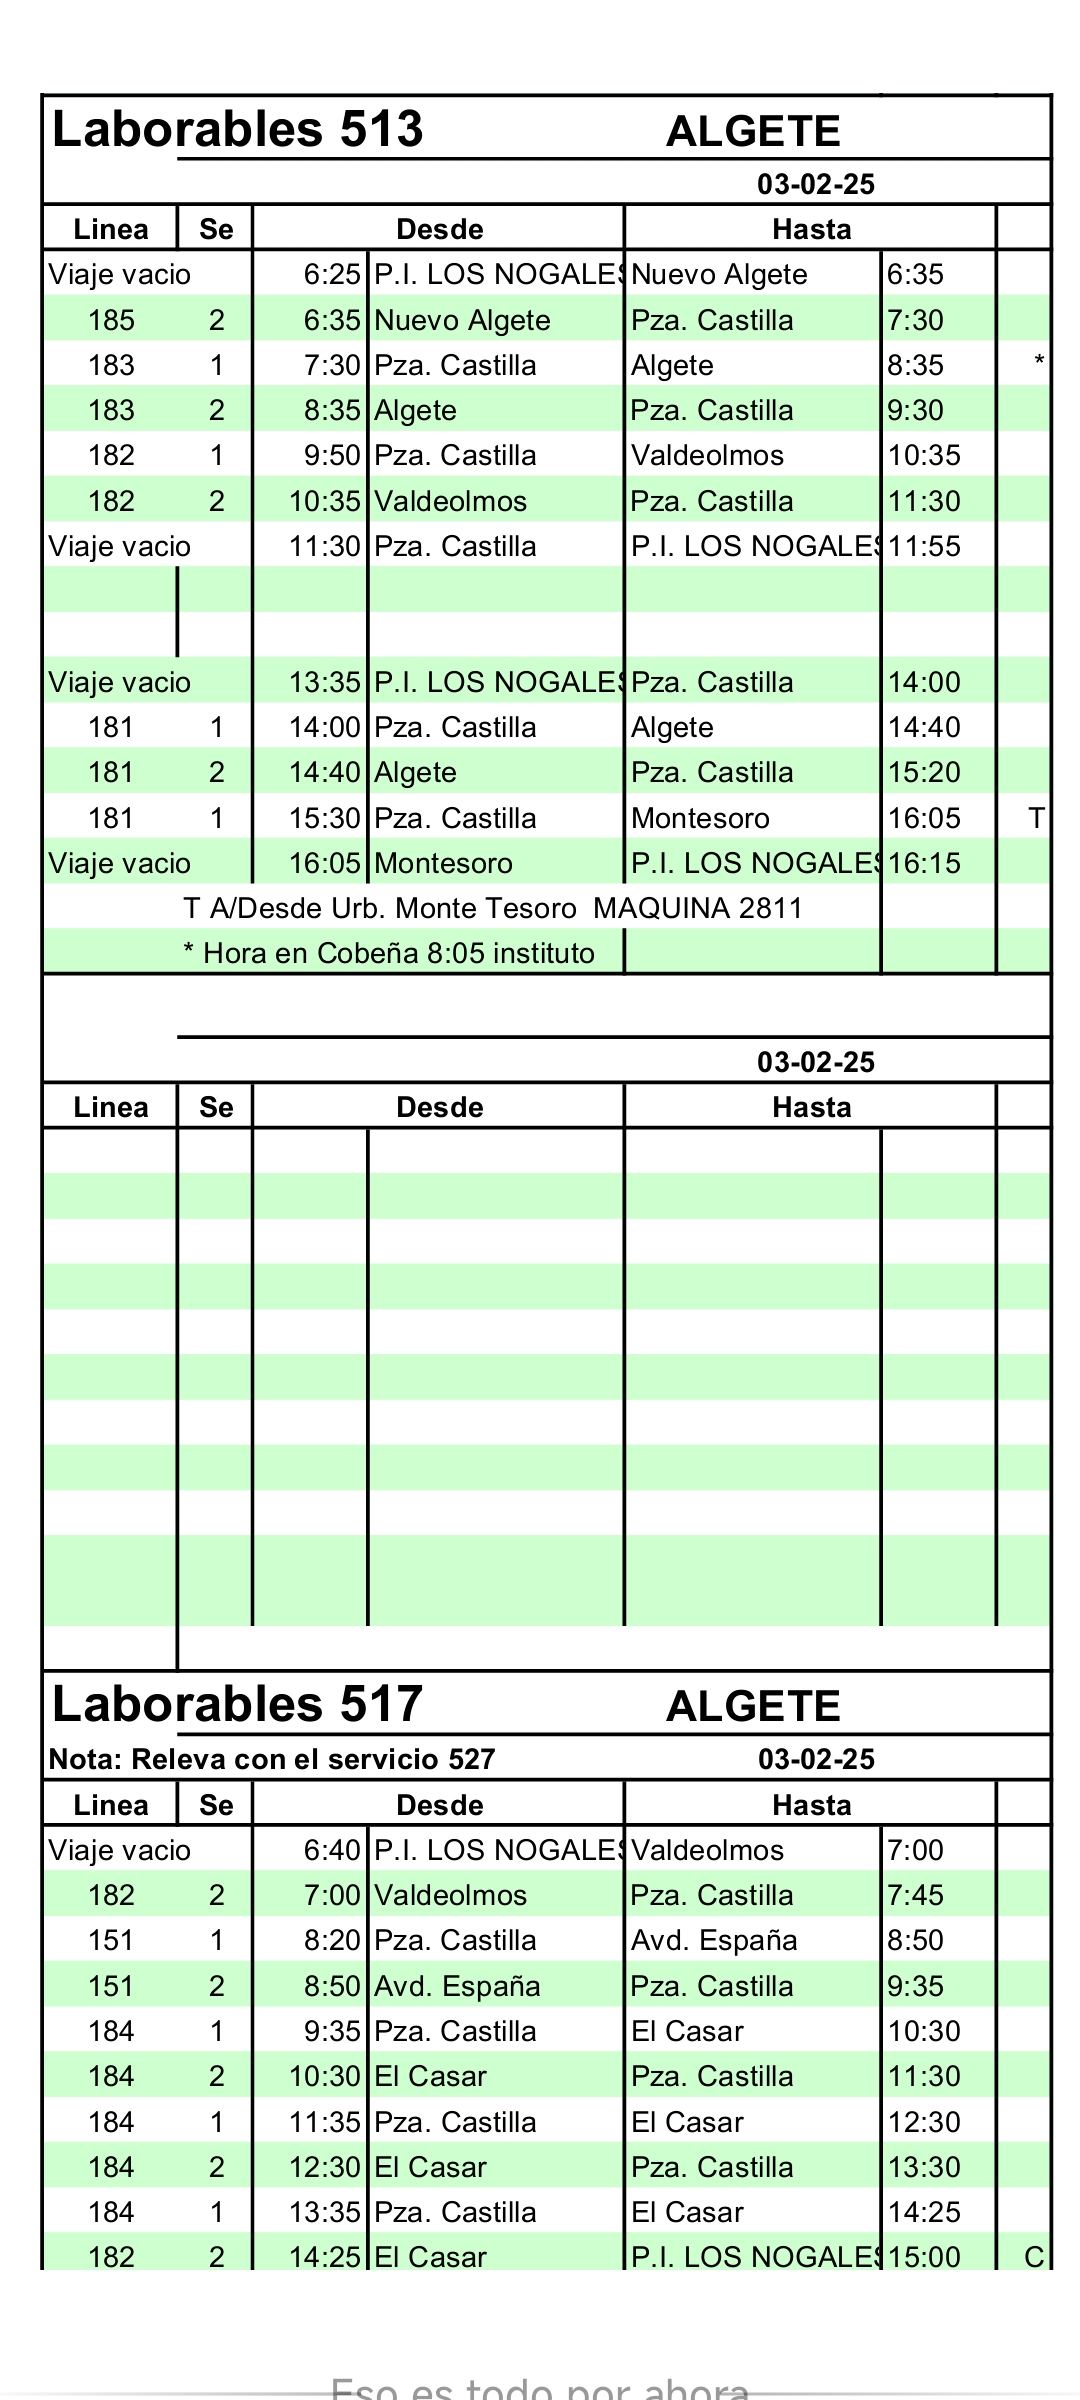 Laborables 513 ALGETE
03-02-25
Linea Se Desde Hasta
Viaje vacio 6:25 P.I. LOS NOGALES Nuevo Algete 6:35
185 2 6:35 Nuevo Algete Pza. Castilla 7:30
183 1 7:30 Pza. Castilla Algete 8:35 *
183 2 8:35 Algete Pza. Castilla 9:30
182 1 9:50 Pza. Castilla Valdeolmos 10:35
182 2 10:35 Valdeolmos Pza. Castilla 11:30
Viaje vacio 11:30 Pza. Castilla P.I. LOS NOGALES 11:55
Viaje vacio 13:35 P.I. LOS NOGALES Pza. Castilla 14:00
181 1 14:00 Pza. Castilla Algete 14:40
181 2 14:40 Algete Pza. Castilla 15:20
181 1 15:30 Pza. Castilla Montesoro 16:05 T
Viaje vacio 16:05 Montesoro P.I. LOS NOGALES 16:15
T A/Desde Urb. Monte Tesoro MAQUINA 2811
* Hora en Cobeña 8:05 instituto
03-02-25
Linea Se Desde Hasta
Laborables 517 ALGETE
Nota: Releva con el servicio 527 03-02-25
Linea Se Desde Hasta
Viaje vacio 6:40 P.I. LOS NOGALES Valdeolmos 7:00
182 2 7:00 Valdeolmos Pza. Castilla 7:45
151 1 8:20 Pza. Castilla Avd. España 8:50
151 2 8:50 Avd. España Pza. Castilla 9:35
184 1 9:35 Pza. Castilla El Casar 10:30
184 2 10:30 El Casar Pza. Castilla 11:30
184 1 11:35 Pza. Castilla El Casar 12:30
184 2 12:30 El Casar Pza. Castilla 13:30
184 1 13:35 Pza. Castilla El Casar 14:25
182 2 14:25 El Casar P.I. LOS NOGALES 15:00 C
Eso es todo por ahora